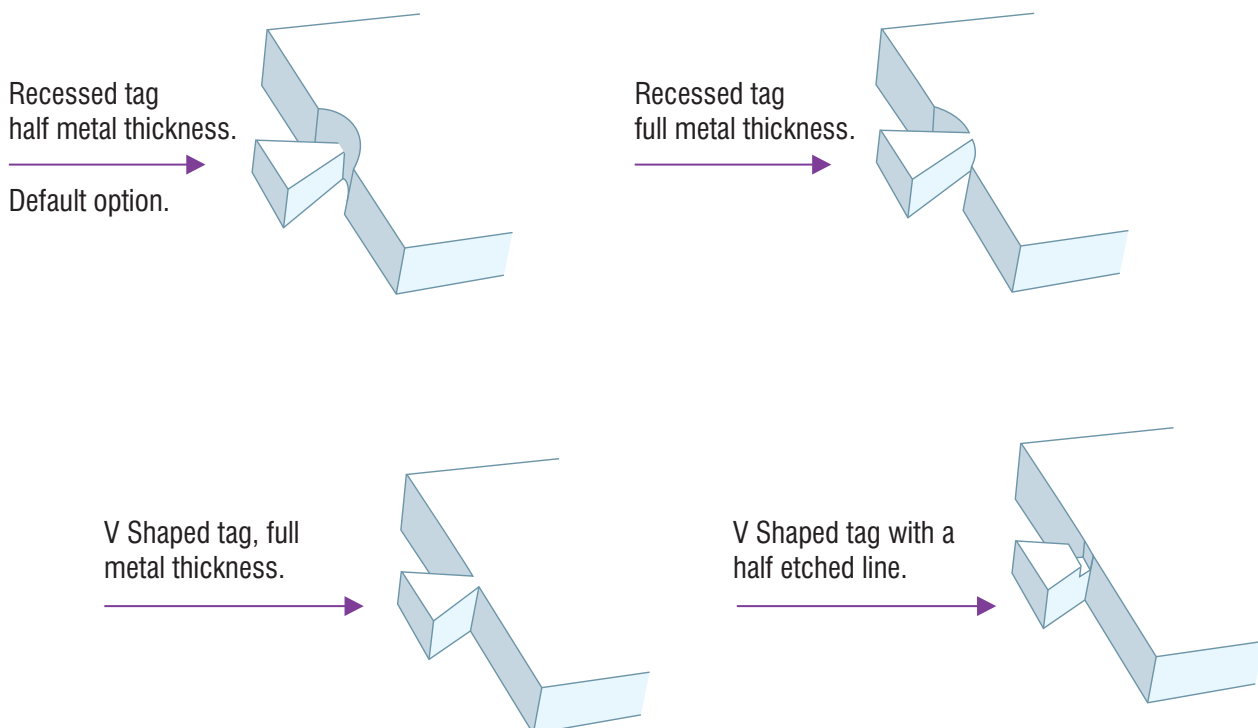 Recessed tag
half metal thickness.
Default option.
Recessed tag
full metal thickness.
V Shaped tag, full
metal thickness.
V Shaped tag with a
half etched line.